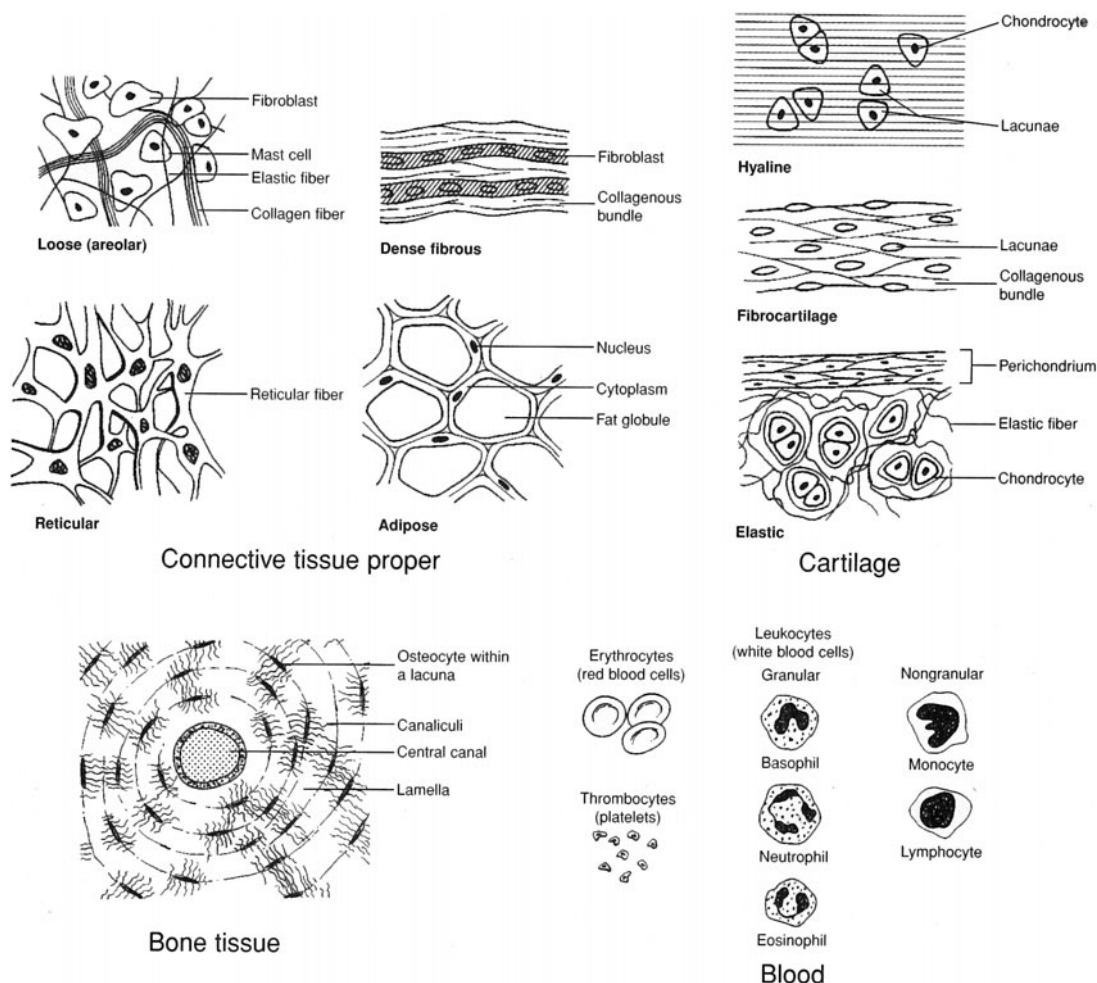 Fibroblast
Mast cell
Elastic fiber
Collagen fiber
Loose (areolar)
Fibroblast
Collagenous
bundle
Dense fibrous
Reticular fiber
Reticular
Nucleus
Cytoplasm
Fat globule
Adipose
Connective tissue proper
Chondrocyte
Lacunae
Hyaline
Lacunae
Collagenous
bundle
Fibrocartilage
Perichondrium
Elastic fiber
Chondrocyte
Elastic
Cartilage
Osteocyte within
a lacuna
Canaliculi
Central canal
Lamella
Bone tissue
Erythrocytes
(red blood cells)
Thrombocytes
(platelets)
Leukocytes
(white blood cells)
Granular
Nongranular
Basophil
Monocyte
Neutrophil
Lymphocyte
Eosinophil
Blood